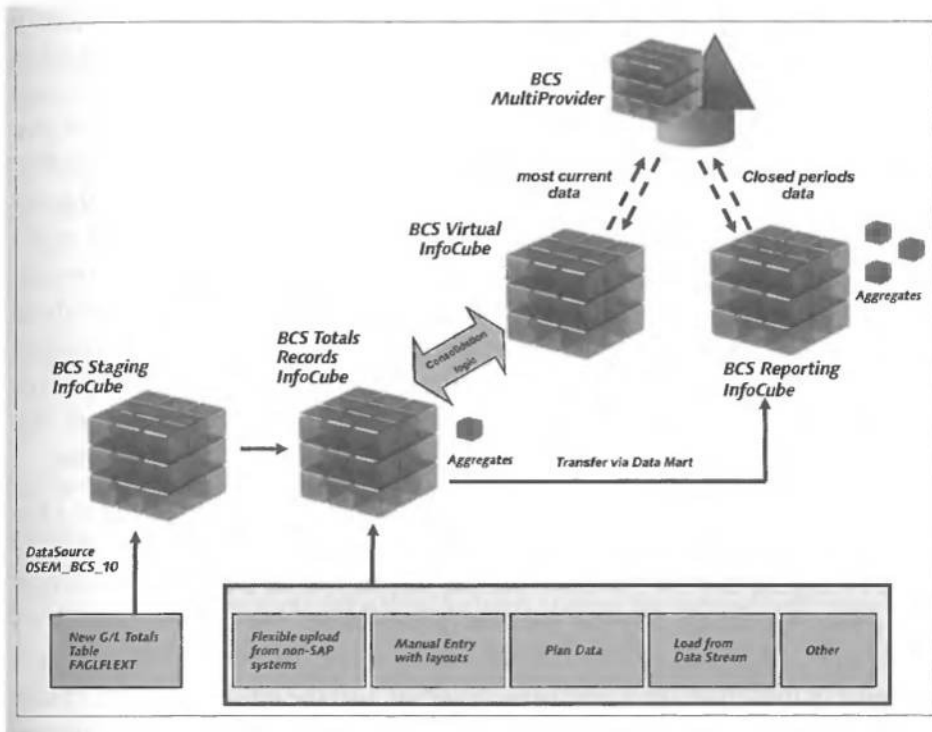 BCS
MultiProvider
most current
data
Closed periods
data
BCS Virtual
InfoCube
Aggregates
BCS Totals
Records
InfoCube
Consolidation
logic
BCS Staging
InfoCube
BCS Reporting
InfoCube
Aggregates
Transfer via Data Mart
DataSource
0SEM_BCS_10
New G/L Totals
Table
FAGLFLEXT
Flexible upload
from non-SAP
systems
Manual Entry
with layouts
Plan Data
Load from
Data Stream
Other